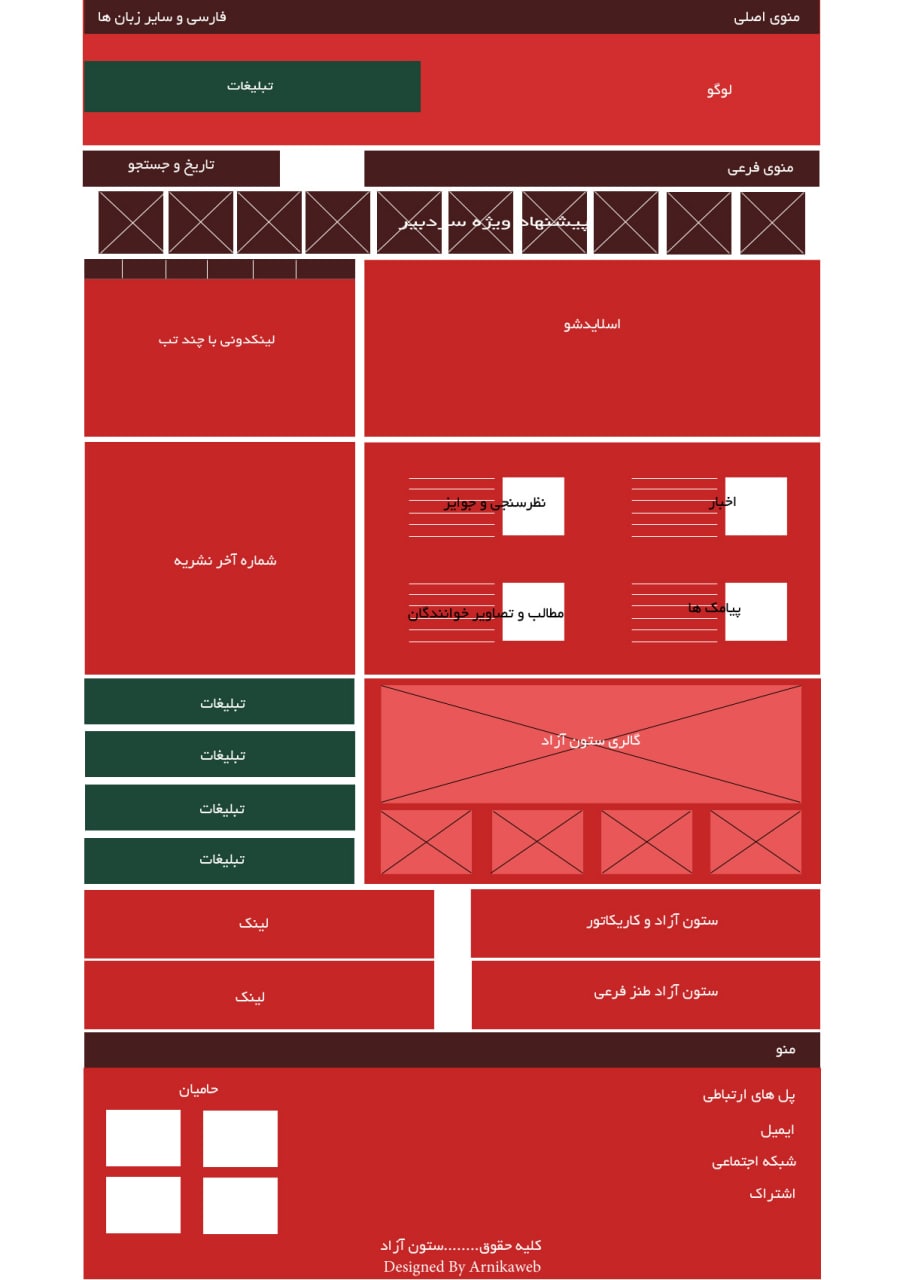 منوی اصلی
فارسی و سایر زبان ها
لوگو
تبلیغات
منوی فرعی
تاریخ و جستجو
پیشنهاد ویژه سردبیر
اسلایدشو
لینکدونی با چند تب
اخبار
نظرسنجی و جوایز
پیامک ها
مطالب و تصاویر خوانندگان
شماره آخر نشریه
گالری ستون آزاد
تبلیغات
تبلیغات
تبلیغات
تبلیغات
ستون آزاد و کاریکاتور
لینک
ستون آزاد طنز فرعی
لینک
منو
پل های ارتباطی
ایمیل
شبکه اجتماعی
اشتراک
حامیان
کلیه حقوق........ستون آزاد
Designed By Arnikaweb